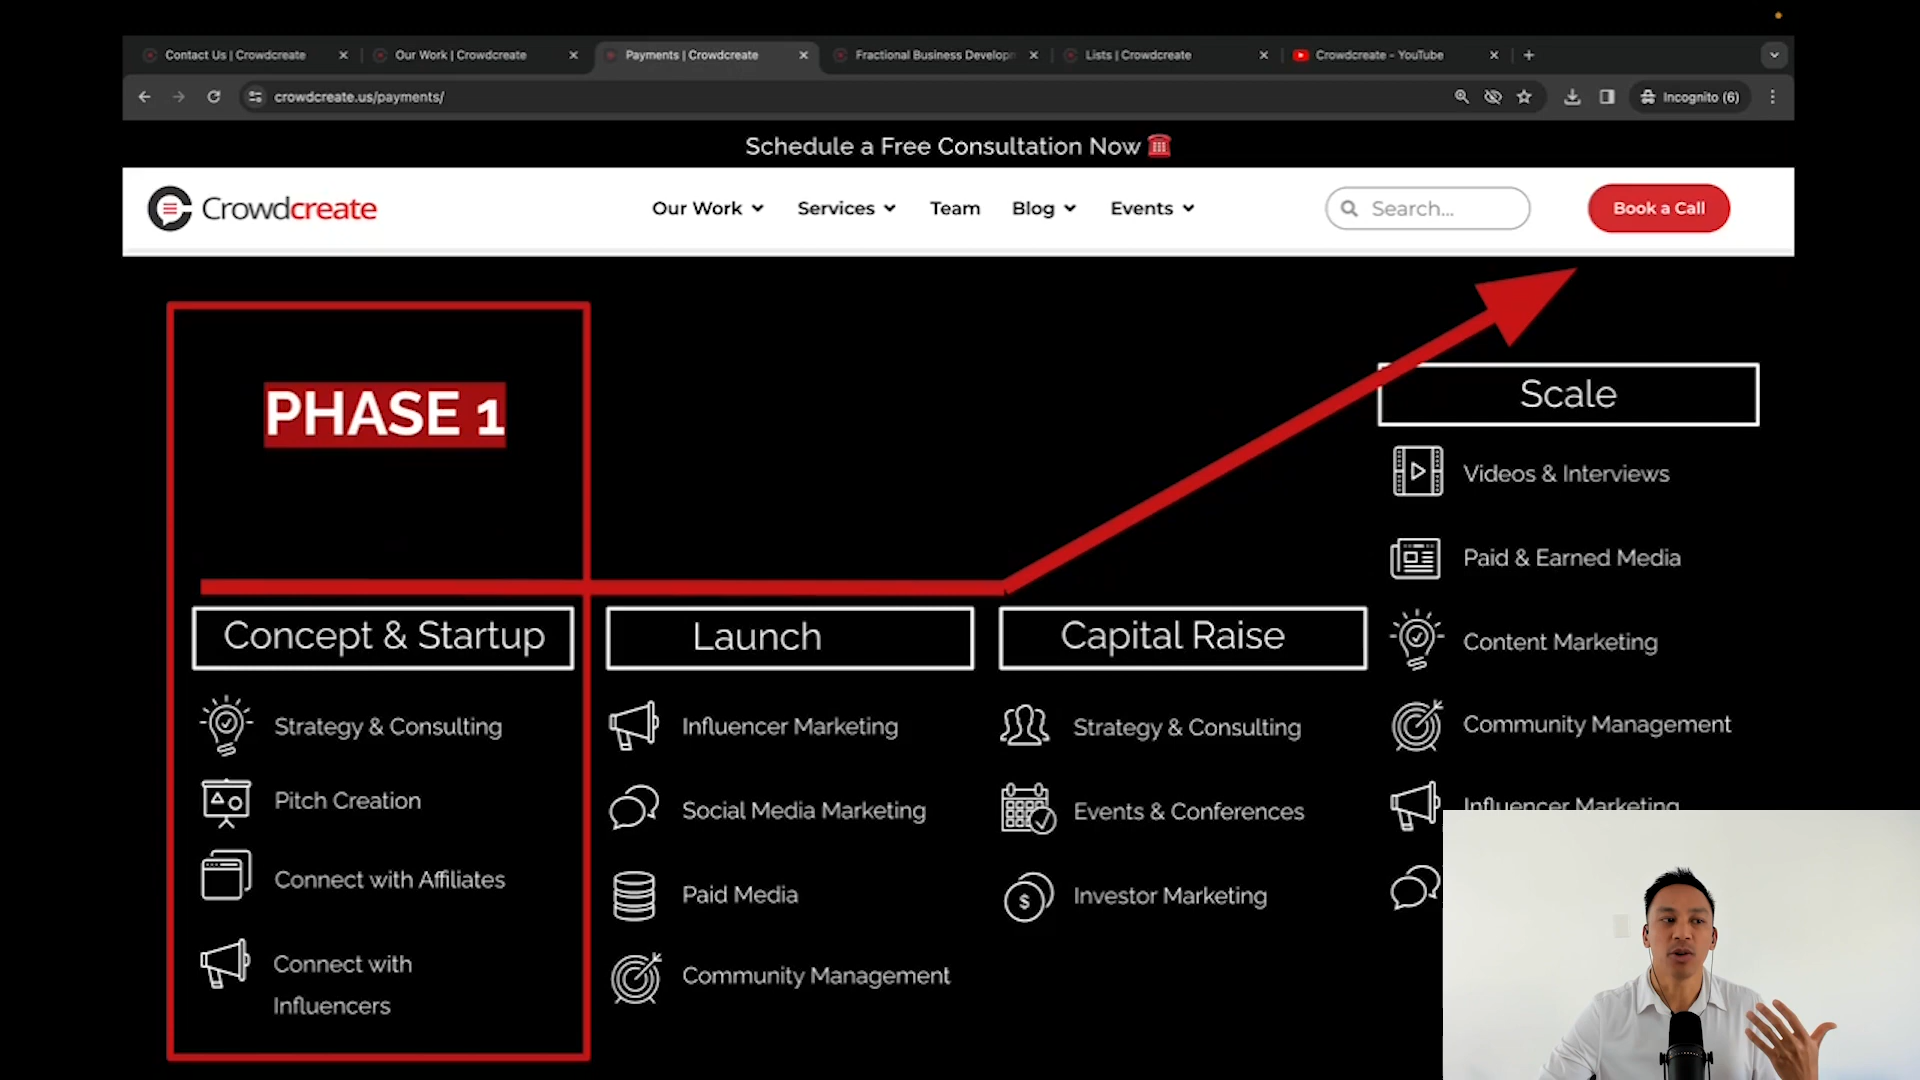 Contact Us | Crowdcreate
Our Work | Crowdcreate
Payments | Crowdcreate
Fractional Business Develop
Lists | Crowdcreate
Crowdcreate - YouTube
crowdcreate.us/payments/
Incognito (6)
Schedule a Free Consultation Now
Crowdcreate
Our Work
Services
Team
Blog
Events
Search...
Book a Call
PHASE 1
Concept & Startup
Strategy & Consulting
Pitch Creation
Connect with Affiliates
Connect with
Influencers
Launch
Influencer Marketing
Social Media Marketing
Paid Media
Community Management
Capital Raise
Strategy & Consulting
Events & Conferences
Investor Marketing
Scale
Videos & Interviews
Paid & Earned Media
Content Marketing
Community Management
Influencer Marketing